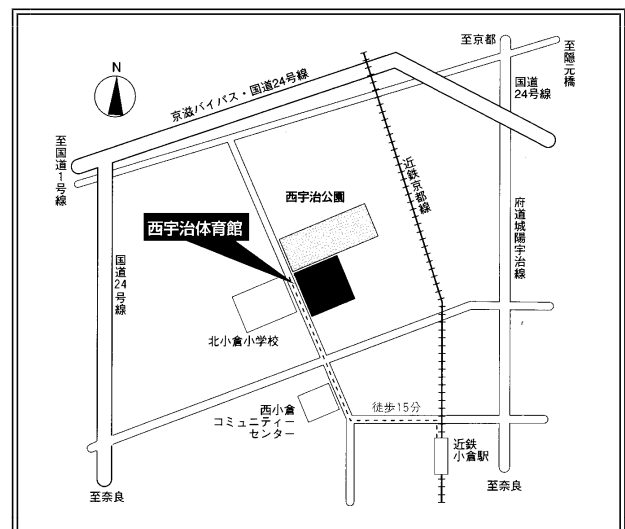 至京都
至隠元橋
国道
24号線
N
京滋バイパス・国道24号線
至国道1号線
近鉄京都線
西宇治公園
西宇治体育館
府道城陽宇治線
国道24号線
北小倉小学校
西小倉
コミュニティー
センター
徒歩15分
近鉄
小倉駅
至奈良
至奈良